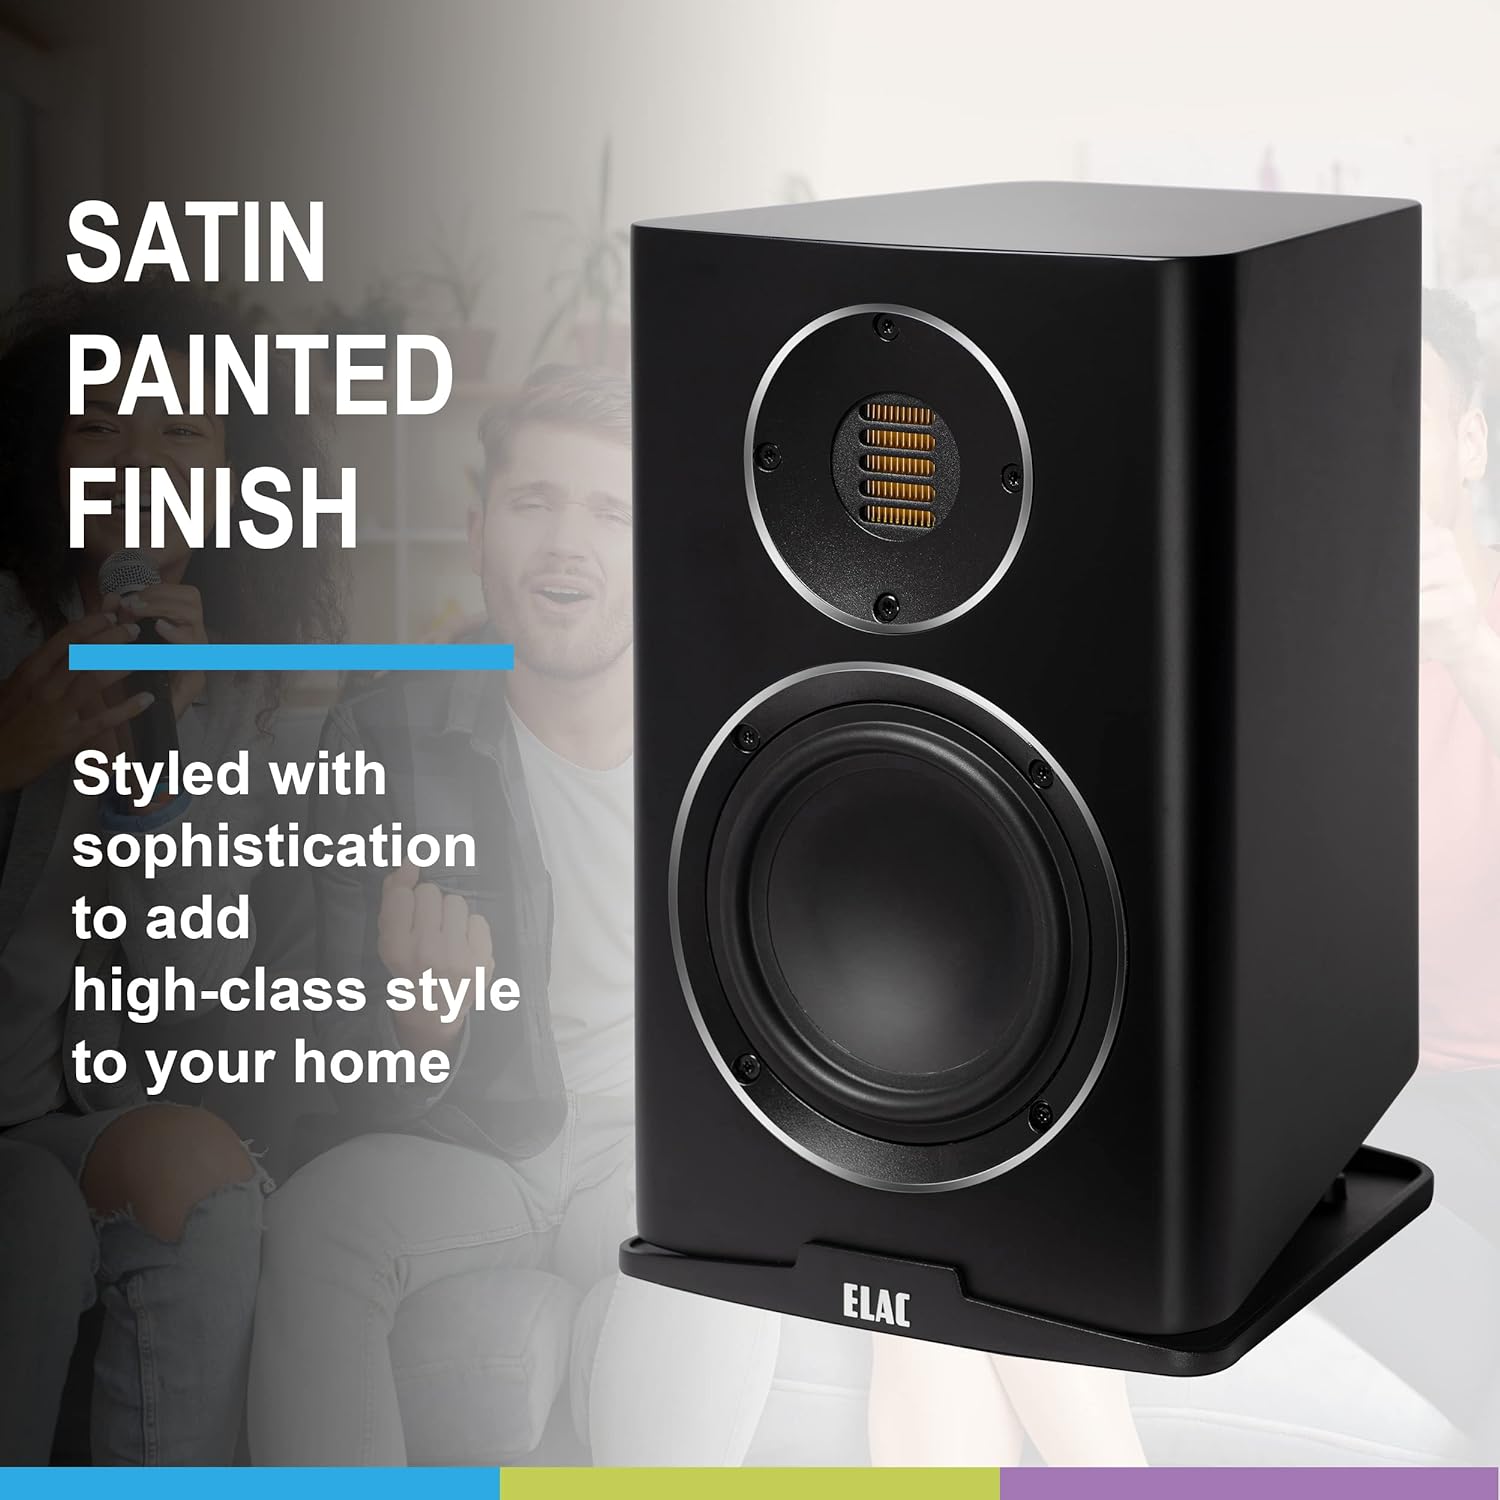 SATIN
PAINTED
FINISH
Styled with
sophistication
to add
high-class style
to your home
ELAC